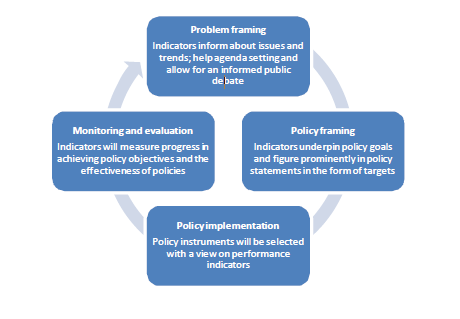 Problem framing
Indicators inform about issues and
trends; help agenda setting and
allow for an informed public
debate
Policy framing
Indicators underpin policy goals
and figure prominently in policy
statements in the form of targets
Policy implementation
Policy instruments will be selected
with a view on performance
indicators
Monitoring and evaluation
Indicators will measure progress in
achieving policy objectives and the
effectiveness of policies